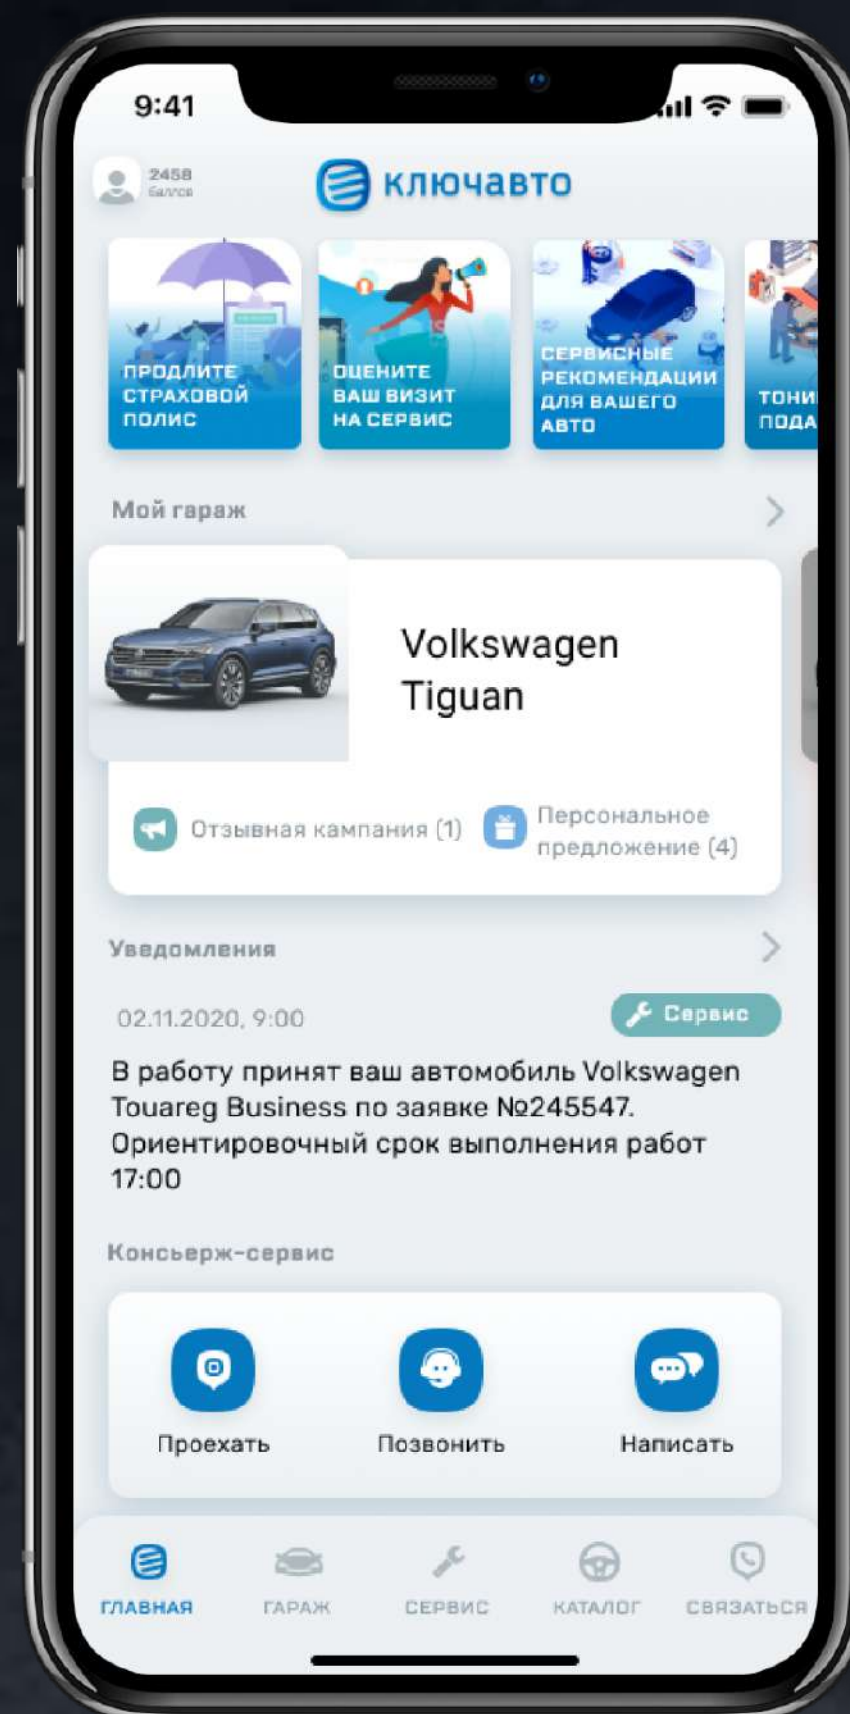 9:41
2458
баллов
ключавто
ПРОДЛИТЕ
СТРАХОВОЙ
ПОЛИС
ОЦЕНИТЕ
ВАШ ВИЗИТ
НА СЕРВИС
СЕРВИСНЫЕ
РЕКОМЕНДАЦИИ
ДЛЯ ВАШЕГО
АВТО
ТОНИ
ПОДА
Мой гараж
Volkswagen
Tiguan
Отзывная кампания (1)
Персональное
предложение (4)
Уведомления
02.11.2020, 9:00
Сервис
В работу принят ваш автомобиль Volkswagen
Touareg Business по заявке №245547.
Ориентировочный срок выполнения работ
17:00
Консьерж-сервис
Проехать
Позвонить
Написать
ГЛАВНАЯ
ГАРАЖ
СЕРВИС
КАТАЛОГ
СВЯЗАТЬСЯ